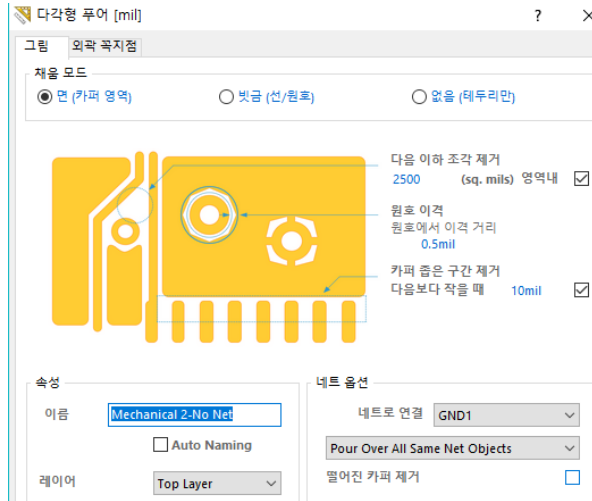 다각형 푸어 [mil]
?
그림 외곽 꼭지점
채움 모드
면 (카퍼 영역) 빗금 (선/원호) 없음 (테두리만)
다음 이하 조각 제거
2500 (sq. mils) 영역내
원호 이격
원호에서 이격 거리
0.5mil
카퍼 좁은 구간 제거
다음보다 작을 때 10mil
속성
이름 Mechanical 2-No Net
Auto Naming
레이어 Top Layer
네트 옵션
네트로 연결 GND1
Pour Over All Same Net Objects
떨어진 카퍼 제거